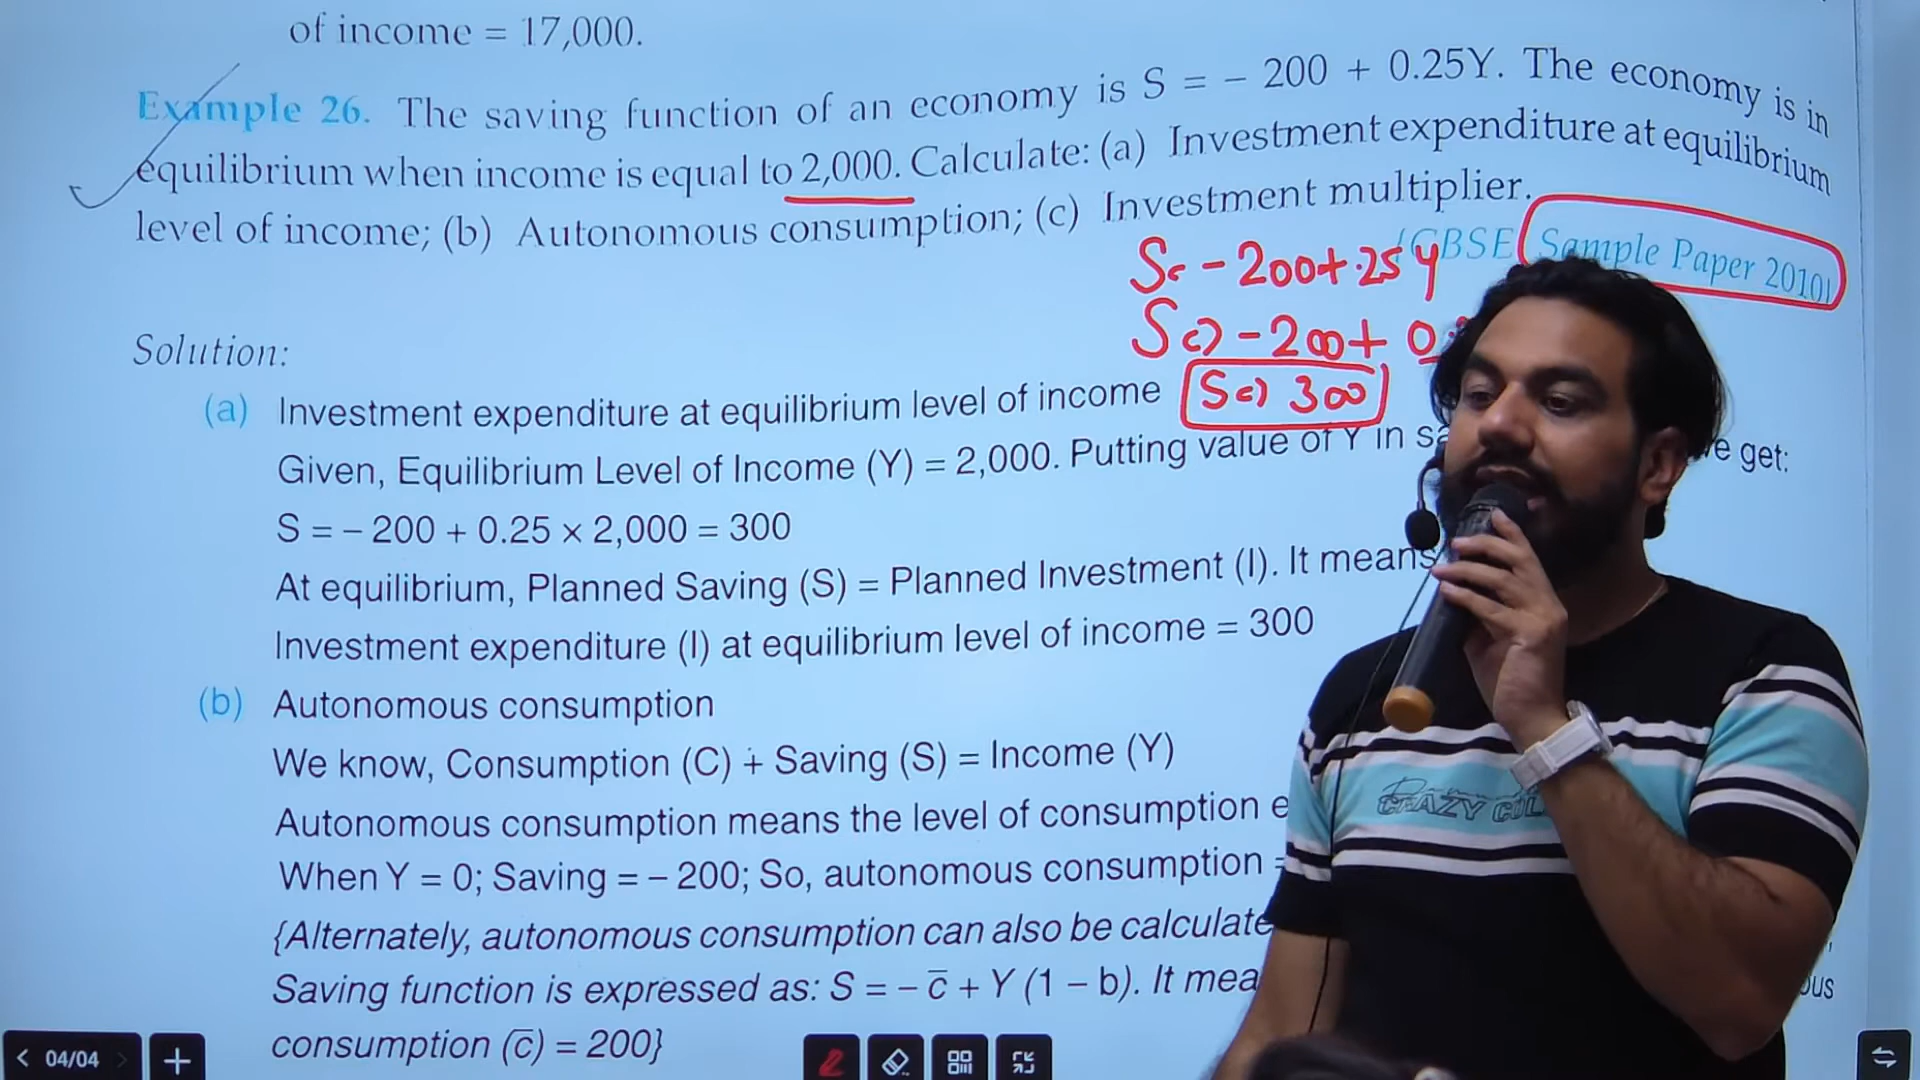 of income = 17,000.
Example 26. The saving function of an economy is S = – 200 + 0.25Y. The economy is in
equilibrium when income is equal to 2,000. Calculate: (a) Investment expenditure at equilibrium
level of income; (b) Autonomous consumption; (c) Investment multiplier.
CBSE Sample Paper 2010
S = -200+.25 Y
S => -200+
Solution:
S => 300
(a) Investment expenditure at equilibrium level of income
Given, Equilibrium Level of Income (Y) = 2,000. Putting value of Y in get:
S = – 200 + 0.25 × 2,000 = 300
At equilibrium, Planned Saving (S) = Planned Investment (I). It means
Investment expenditure (I) at equilibrium level of income = 300
(b) Autonomous consumption
We know, Consumption (C) + Saving (S) = Income (Y)
Autonomous consumption means the level of consumption
When Y = 0; Saving = – 200; So, autonomous consumption =
{Alternately, autonomous consumption can also be
Saving function is expressed as: S = – c̅ + Y (1 – b). It
consumption (c̅) = 200}
CRAZY
04/04